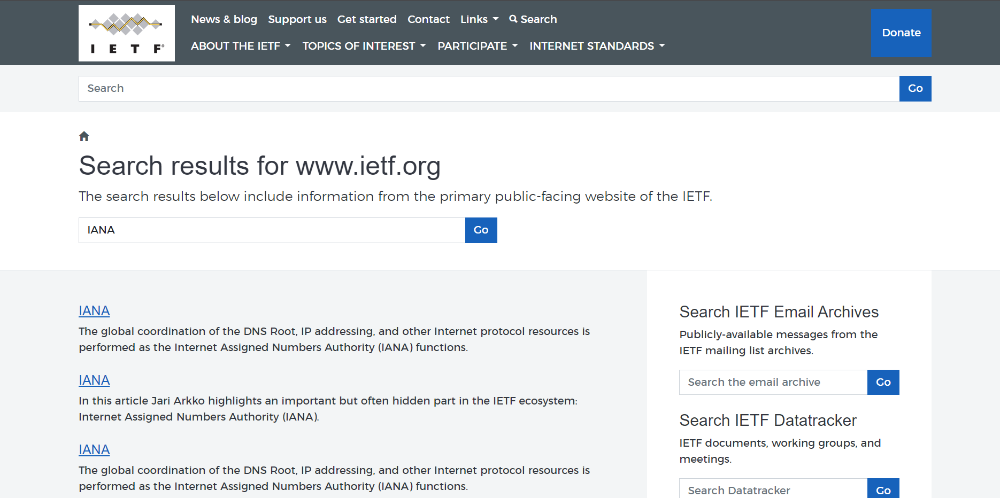 IETF®
News & blog Support us Get started Contact Links Search
ABOUT THE IETF TOPICS OF INTEREST PARTICIPATE INTERNET STANDARDS
Donate
Search Go
Search results for www.ietf.org
The search results below include information from the primary public-facing website of the IETF.
IANA Go
IANA
The global coordination of the DNS Root, IP addressing, and other Internet protocol resources is
performed as the Internet Assigned Numbers Authority (IANA) functions.
IANA
In this article Jari Arkko highlights an important but often hidden part in the IETF ecosystem:
Internet Assigned Numbers Authority (IANA).
IANA
The global coordination of the DNS Root, IP addressing, and other Internet protocol resources is
performed as the Internet Assigned Numbers Authority (IANA) functions.
Search IETF Email Archives
Publicly-available messages from the
IETF mailing list archives.
Search the email archive Go
Search IETF Datatracker
IETF documents, working groups, and
meetings.
Search Datatracker Go